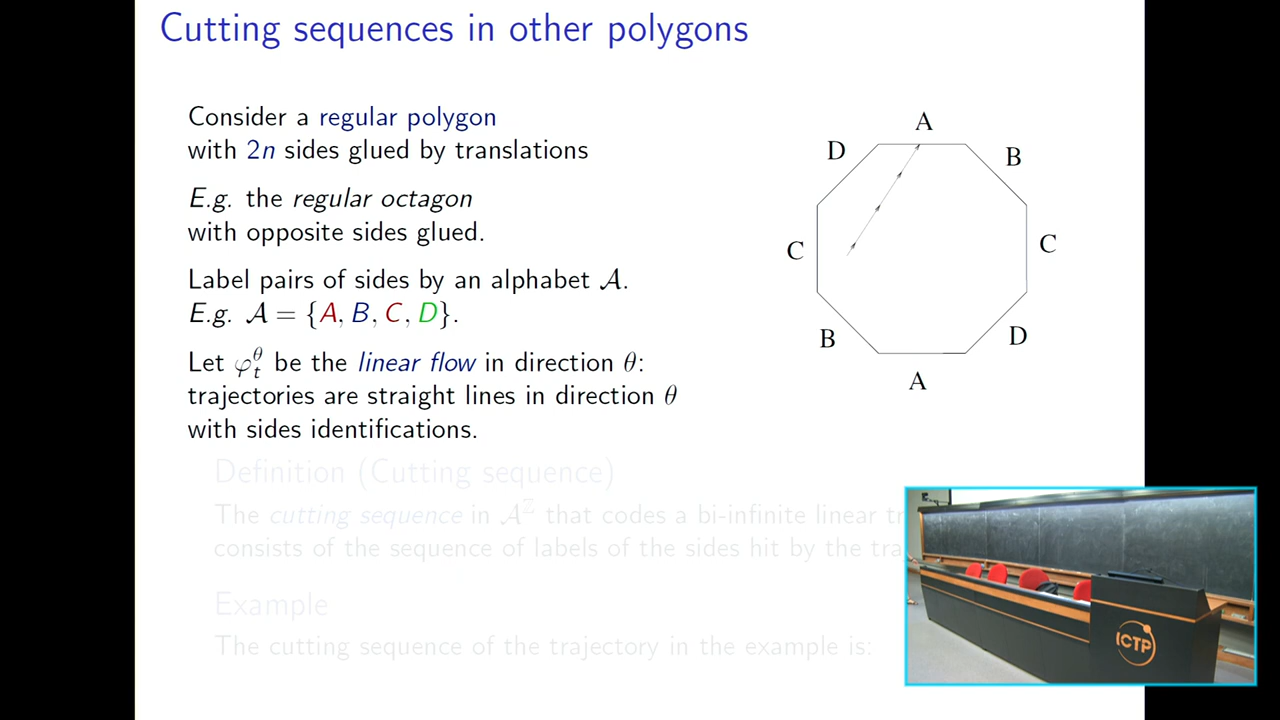 Cutting sequences in other polygons
Consider a regular polygon
with 2n sides glued by translations
E.g. the regular octagon
with opposite sides glued.
Label pairs of sides by an alphabet 𝒜.
E.g. 𝒜 = {A, B, C, D}.
Let φ_t^θ be the linear flow in direction θ:
trajectories are straight lines in direction θ
with sides identifications.
A
D
B
C
C
B
D
A
Definition (Cutting sequence)
The cutting sequence in 𝒜^ℤ that codes a bi-infinite linear
consists of the sequence of labels of the sides hit by the
Example
The cutting sequence of the trajectory in the example is:
ICTP